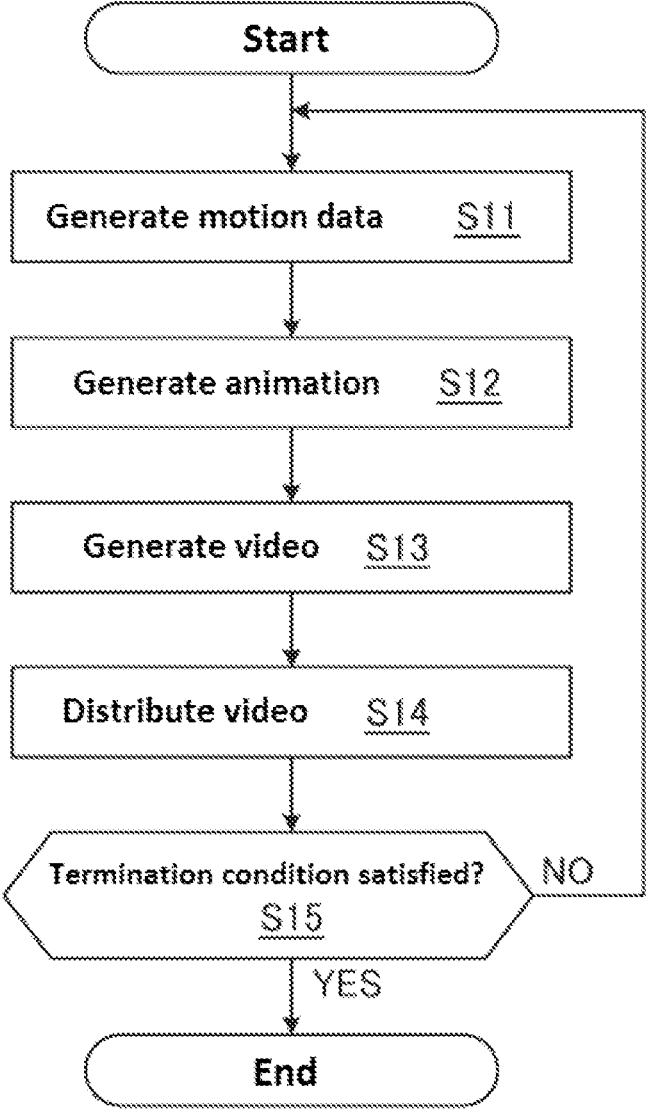 Start
Generate motion data S11
Generate animation S12
Generate video S13
Distribute video S14
Termination condition satisfied? NO
S15
YES
End